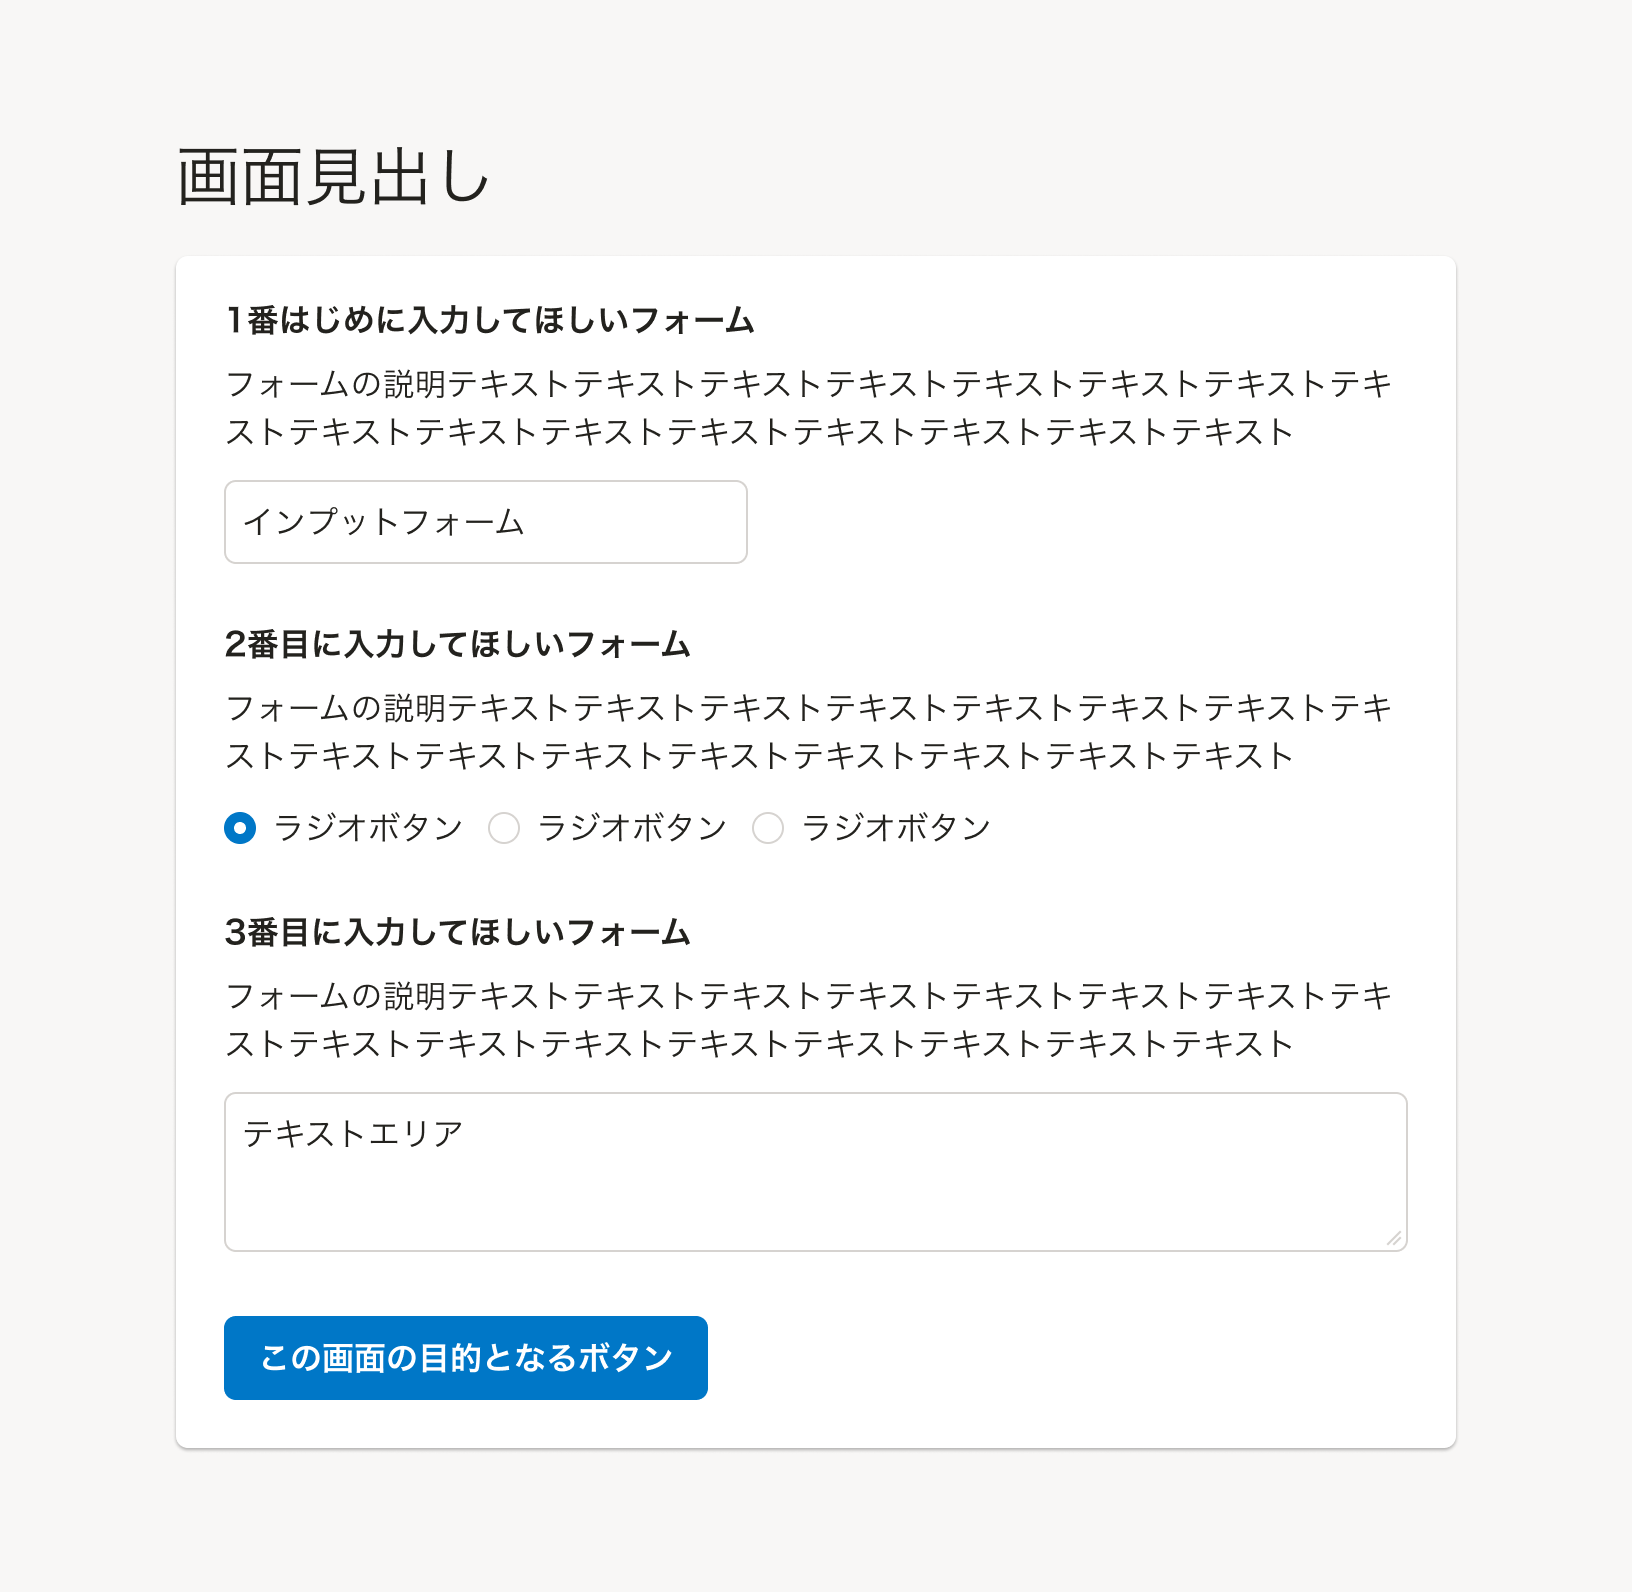 画面見出し
1番はじめに入力してほしいフォーム
フォームの説明テキストテキストテキストテキストテキストテキストテキストテキ
ストテキストテキストテキストテキストテキストテキストテキストテキスト
インプットフォーム
2番目に入力してほしいフォーム
フォームの説明テキストテキストテキストテキストテキストテキストテキストテキ
ストテキストテキストテキストテキストテキストテキストテキストテキスト
ラジオボタン ラジオボタン ラジオボタン
3番目に入力してほしいフォーム
フォームの説明テキストテキストテキストテキストテキストテキストテキストテキ
ストテキストテキストテキストテキストテキストテキストテキストテキスト
テキストエリア
この画面の目的となるボタン